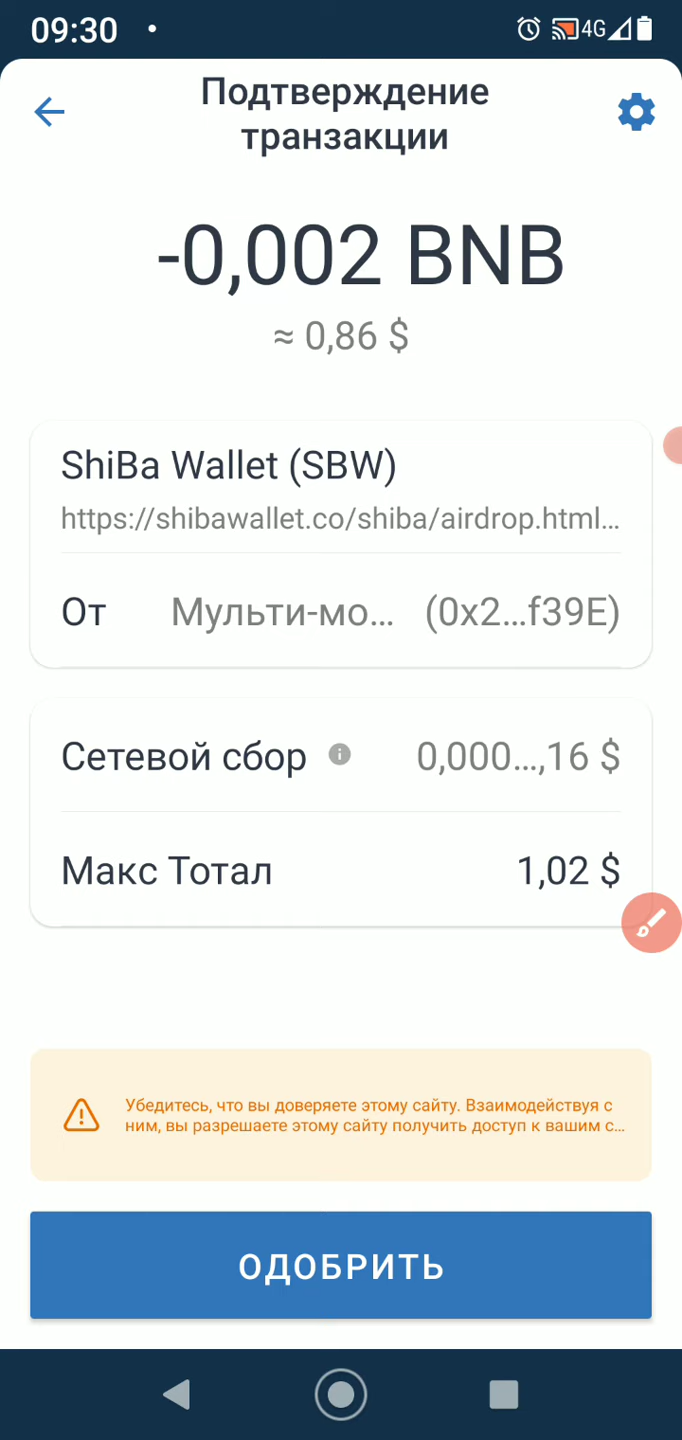 09:30
4G
Подтверждение
транзакции
-0,002 BNB
≈ 0,86 $
ShiBa Wallet (SBW)
https://shibawallet.co/shiba/airdrop.html...
От Мульти-мо... (0x2...f39E)
Сетевой сбор 0,000...,16 $
Макс Тотал 1,02 $
Убедитесь, что вы доверяете этому сайту. Взаимодействуя с
ним, вы разрешаете этому сайту получить доступ к вашим с...
ОДОБРИТЬ